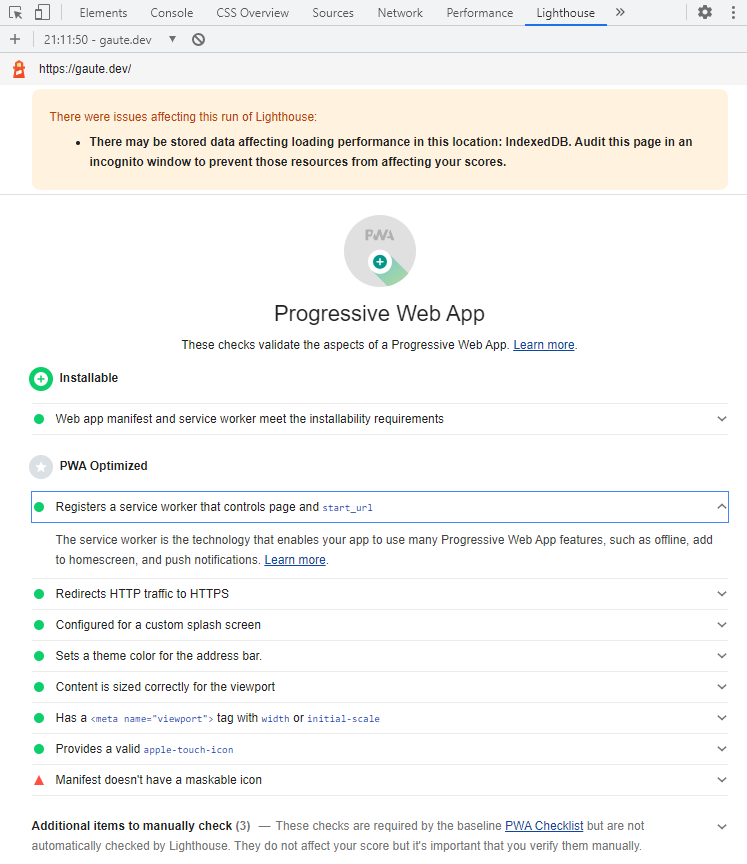 Elements Console CSS Overview Sources Network Performance Lighthouse »
+ 21:11:50 - gaute.dev ▼
https://gaute.dev/
There were issues affecting this run of Lighthouse:
• There may be stored data affecting loading performance in this location: IndexedDB. Audit this page in an
incognito window to prevent those resources from affecting your scores.
PWA
Progressive Web App
These checks validate the aspects of a Progressive Web App. Learn more.
Installable
Web app manifest and service worker meet the installability requirements
PWA Optimized
Registers a service worker that controls page and start_url
The service worker is the technology that enables your app to use many Progressive Web App features, such as offline, add
to homescreen, and push notifications. Learn more.
Redirects HTTP traffic to HTTPS
Configured for a custom splash screen
Sets a theme color for the address bar.
Content is sized correctly for the viewport
Has a <meta name="viewport"> tag with width or initial-scale
Provides a valid apple-touch-icon
Manifest doesn't have a maskable icon
Additional items to manually check (3) — These checks are required by the baseline PWA Checklist but are not
automatically checked by Lighthouse. They do not affect your score but it's important that you verify them manually.